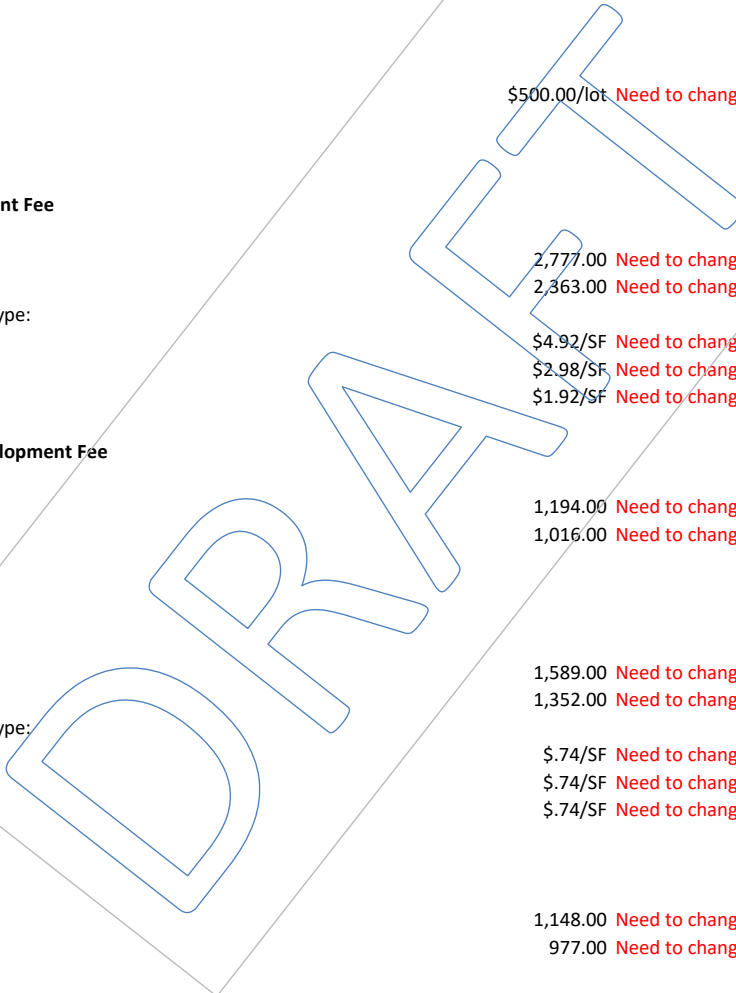 $500.00/lot Need to chang
nt Fee
2,777.00 Need to chang
2,363.00 Need to chang
ype:
$4.92/SF Need to chang
$2.98/SF Need to chang
$1.92/SF Need to chang
lopment Fee
1,194.00 Need to chang
1,016.00 Need to chang
1,589.00 Need to chang
1,352.00 Need to chang
ype:
$.74/SF Need to chang
$.74/SF Need to chang
$.74/SF Need to chang
1,148.00 Need to chang
977.00 Need to chang
DRAFT